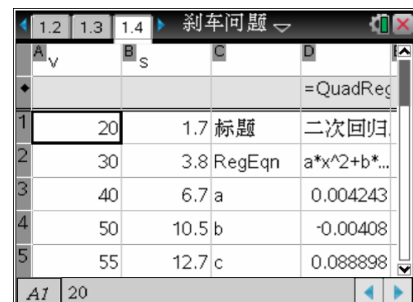 1.2 1.3 1.4 刹车问题
A v B s C D
=QuadReg
1 20 1.7 标题 二次回归
2 30 3.8 RegEqn a*x^2+b*...
3 40 6.7 a 0.004243
4 50 10.5 b -0.00408
5 55 12.7 c 0.088898
A1 20